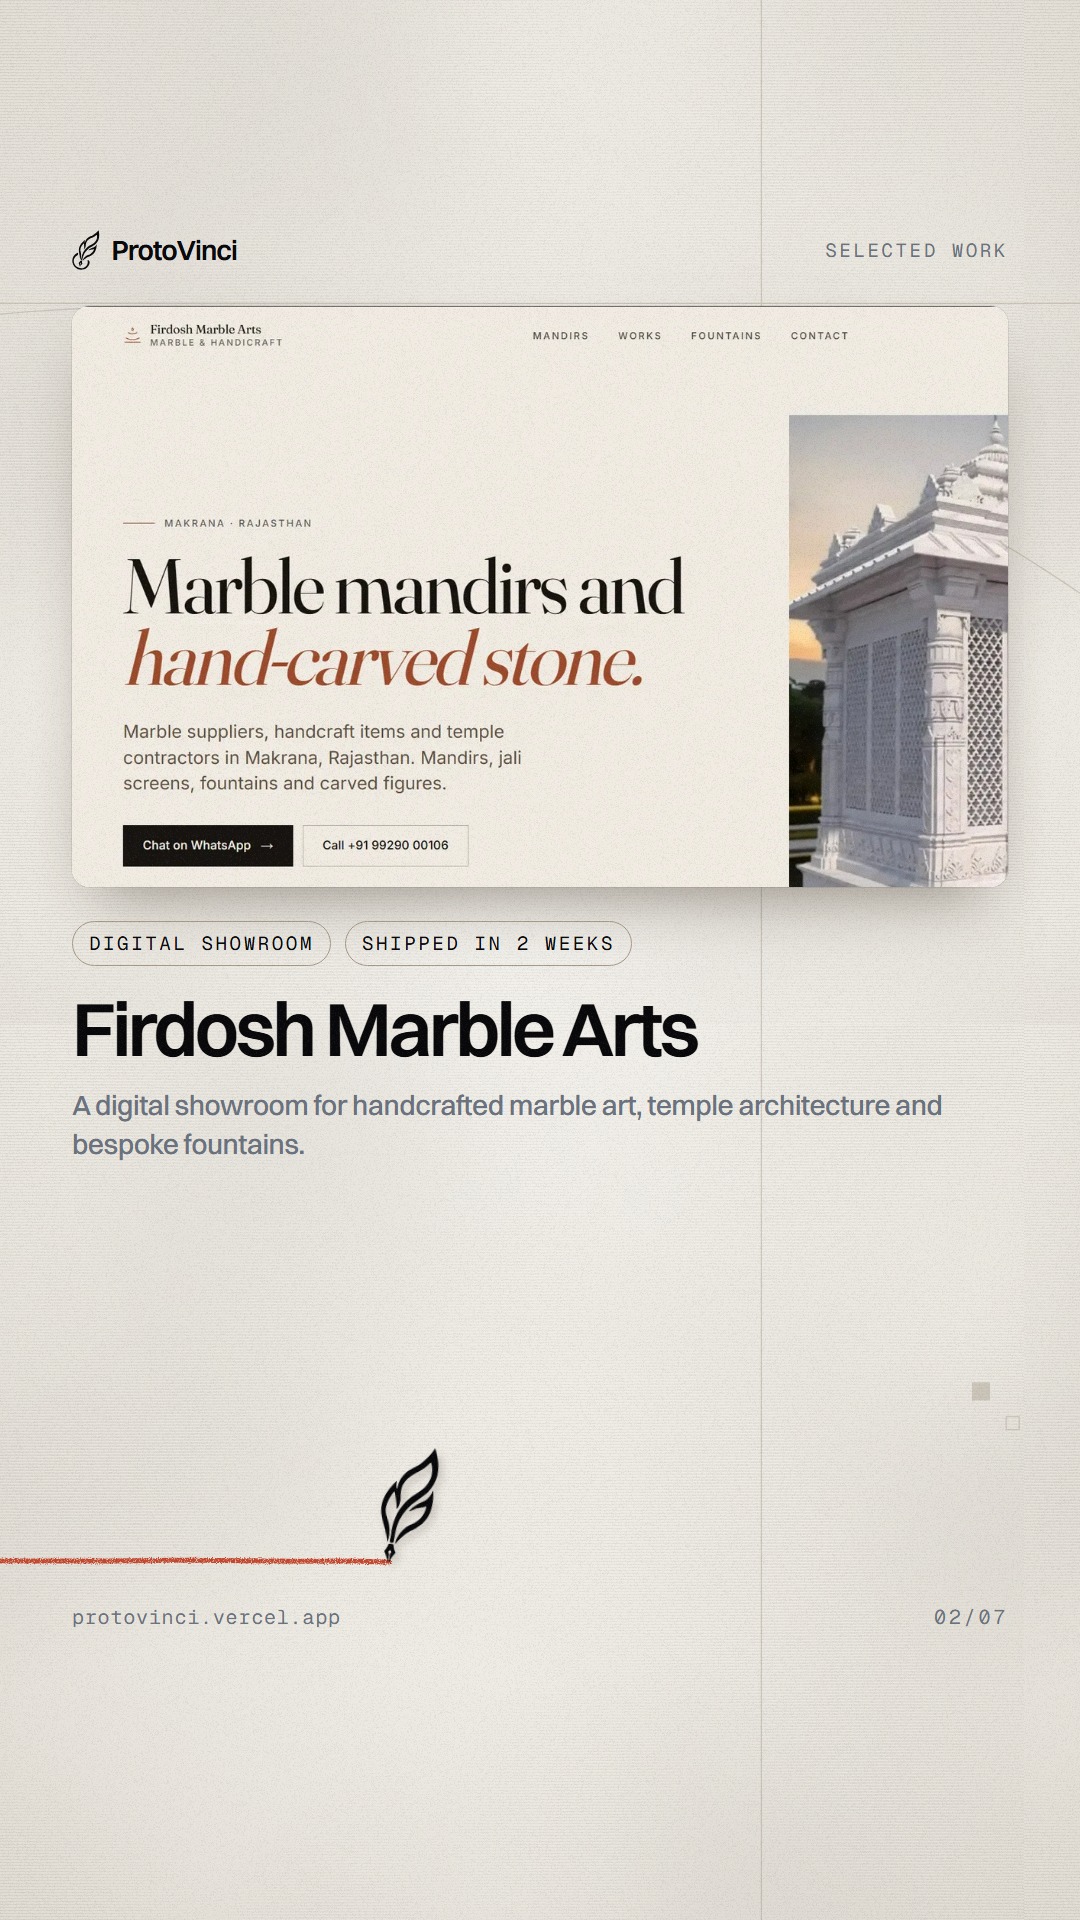 ProtoVinci
SELECTED WORK
Firdosh Marble Arts
MARBLE & HANDICRAFT
MANDIRS WORKS FOUNTAINS CONTACT
MAKRANA · RAJASTHAN
Marble mandirs and
hand-carved stone.
Marble suppliers, handcraft items and temple
contractors in Makrana, Rajasthan. Mandirs, jali
screens, fountains and carved figures.
Chat on WhatsApp →
Call +91 99290 00106
DIGITAL SHOWROOM
SHIPPED IN 2 WEEKS
Firdosh Marble Arts
A digital showroom for handcrafted marble art, temple architecture and
bespoke fountains.
protovinci.vercel.app
02/07